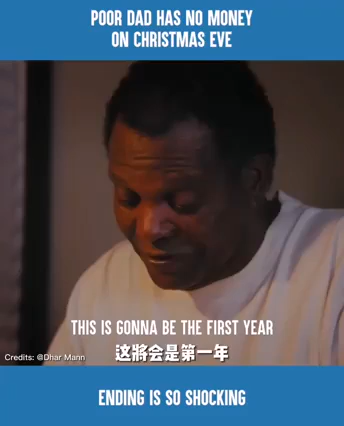 POOR DAD HAS NO MONEY
ON CHRISTMAS EVE
THIS IS GONNA BE THE FIRST YEAR
这將会是第一年
Credits: @Dhar Mann
ENDING IS SO SHOCKING